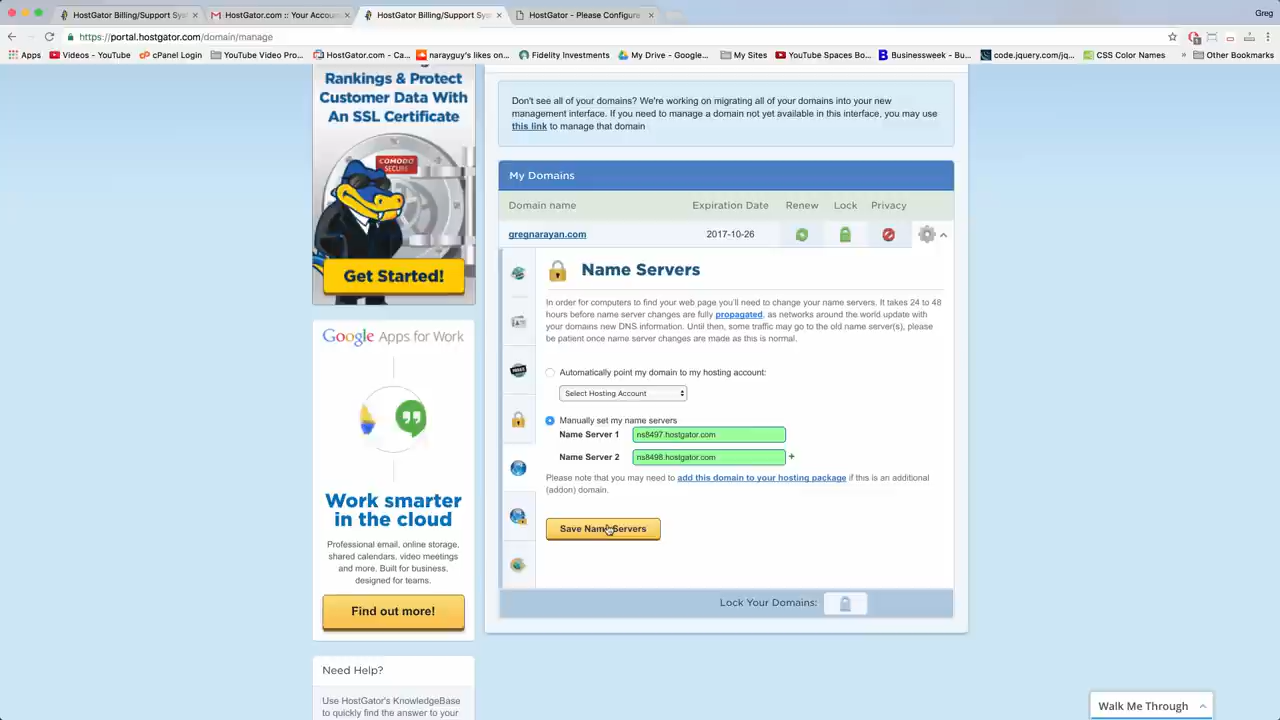 HostGator Billing/Support Sys
HostGator.com :: Your Accou
HostGator Billing/Support Sys
HostGator - Please Configure
Greg
https://portal.hostgator.com/domain/manage
Apps
Videos - YouTube
cPanel Login
YouTube Video Pro...
HostGator.com - Ca...
narayguy's likes on...
Fidelity Investments
My Drive - Google...
My Sites
YouTube Spaces Bo...
Businessweek - Bu...
code.jquery.com/jq...
CSS Color Names
»
Other Bookmarks
Rankings & Protect
Customer Data With
An SSL Certificate
COMODO
SECURE
Get Started!
Google Apps for Work
Work smarter
in the cloud
Professional email, online storage,
shared calendars, video meetings
and more. Built for business,
designed for teams.
Find out more!
Need Help?
Use HostGator's KnowledgeBase
to quickly find the answer to your
Don't see all of your domains? We're working on migrating all of your domains into your new
management interface. If you need to manage a domain not yet available in this interface, you may use
this link to manage that domain
My Domains
Domain name
Expiration Date
Renew
Lock
Privacy
gregnarayan.com
2017-10-26
Name Servers
In order for computers to find your web page you'll need to change your name servers. It takes 24 to 48
hours before name server changes are fully propagated, as networks around the world update with
your domains new DNS information. Until then, some traffic may go to the old name server(s), please
be patient once name server changes are made as this is normal.
Automatically point my domain to my hosting account:
Select Hosting Account
Manually set my name servers
Name Server 1 ns8497.hostgator.com
Name Server 2 ns8498.hostgator.com +
Please note that you may need to add this domain to your hosting package if this is an additional
(addon) domain.
Save Name Servers
Lock Your Domains:
Walk Me Through